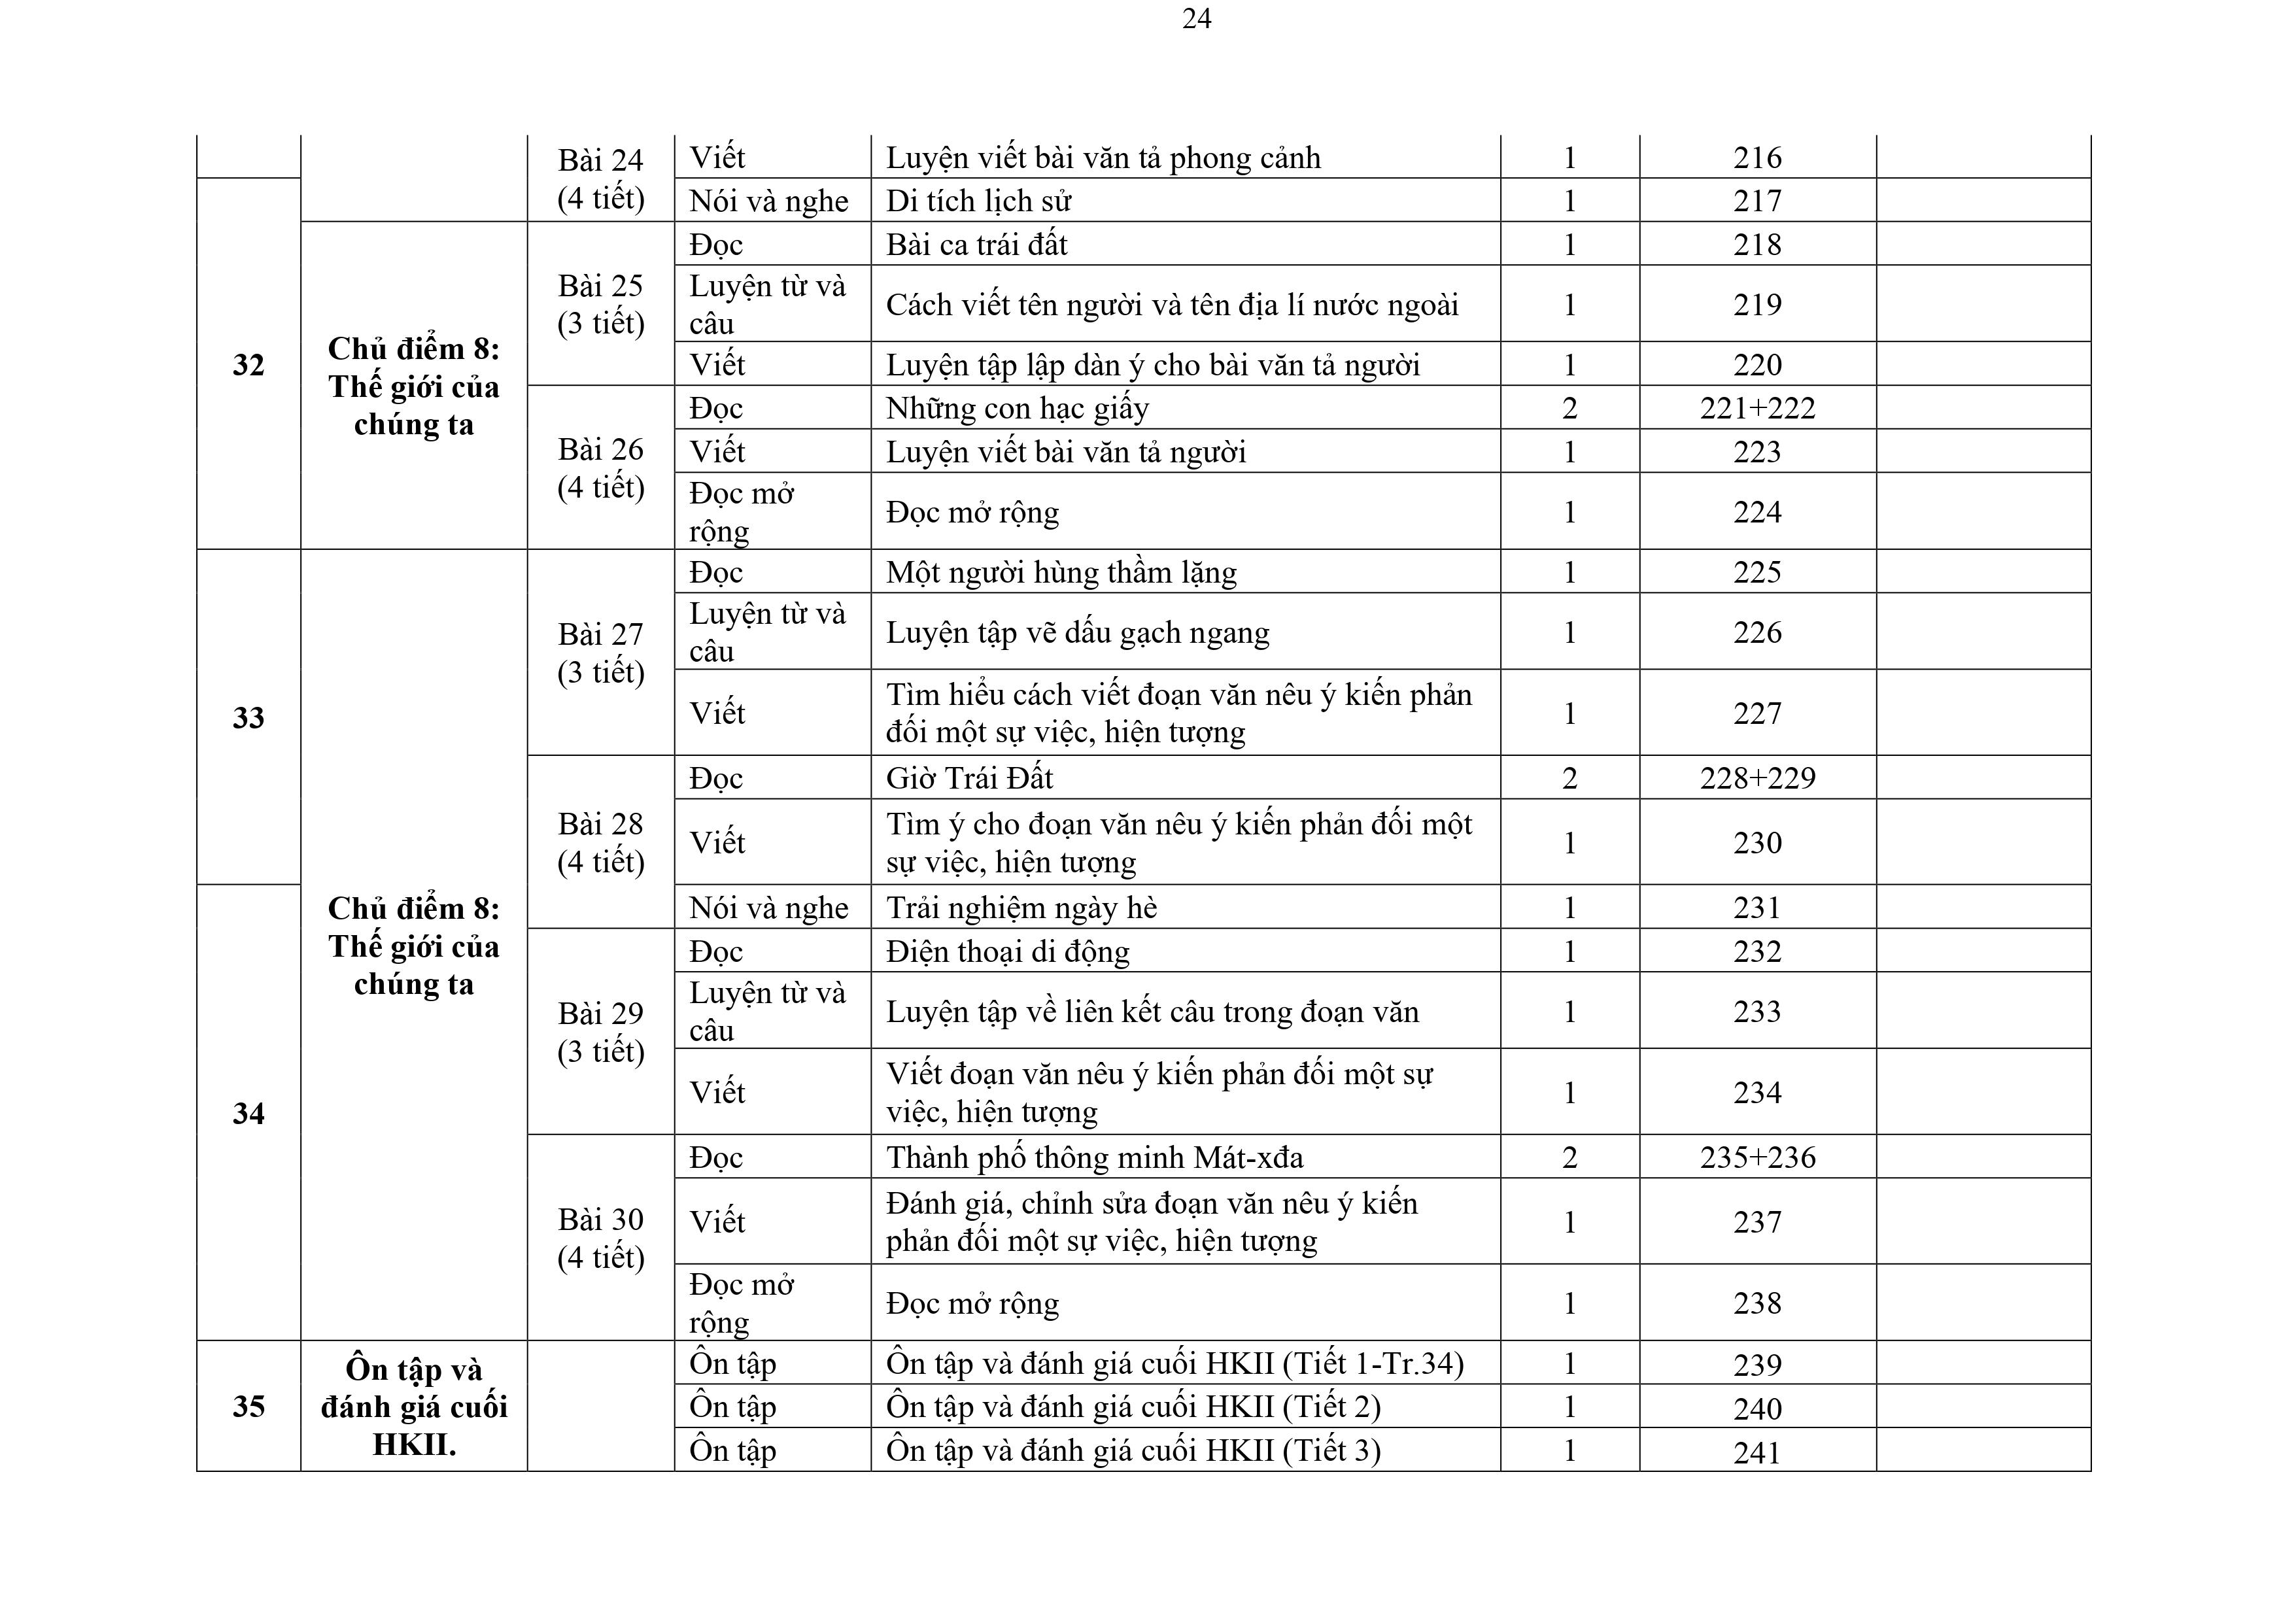 24
Bài 24
(4 tiết)
Viết
Luyện viết bài văn tả phong cảnh
1
216
Nói và nghe
Di tích lịch sử
1
217
32
Chủ điểm 8:
Thế giới của
chúng ta
Bài 25
(3 tiết)
Đọc
Bài ca trái đất
1
218
Luyện từ và
câu
Cách viết tên người và tên địa lí nước ngoài
1
219
Viết
Luyện tập lập dàn ý cho bài văn tả người
1
220
Bài 26
(4 tiết)
Đọc
Những con hạc giấy
2
221+222
Viết
Luyện viết bài văn tả người
1
223
Đọc mở
rộng
Đọc mở rộng
1
224
33
Chủ điểm 8:
Thế giới của
chúng ta
Bài 27
(3 tiết)
Đọc
Một người hùng thầm lặng
1
225
Luyện từ và
câu
Luyện tập vẽ dấu gạch ngang
1
226
Viết
Tìm hiểu cách viết đoạn văn nêu ý kiến phản
đối một sự việc, hiện tượng
1
227
Bài 28
(4 tiết)
Đọc
Giờ Trái Đất
2
228+229
Viết
Tìm ý cho đoạn văn nêu ý kiến phản đối một
sự việc, hiện tượng
1
230
34
Nói và nghe
Trải nghiệm ngày hè
1
231
Bài 29
(3 tiết)
Đọc
Điện thoại di động
1
232
Luyện từ và
câu
Luyện tập về liên kết câu trong đoạn văn
1
233
Viết
Viết đoạn văn nêu ý kiến phản đối một sự
việc, hiện tượng
1
234
Bài 30
(4 tiết)
Đọc
Thành phố thông minh Mát-xđa
2
235+236
Viết
Đánh giá, chỉnh sửa đoạn văn nêu ý kiến
phản đối một sự việc, hiện tượng
1
237
Đọc mở
rộng
Đọc mở rộng
1
238
35
Ôn tập và
đánh giá cuối
HKII.
Ôn tập
Ôn tập và đánh giá cuối HKII (Tiết 1-Tr.34)
1
239
Ôn tập
Ôn tập và đánh giá cuối HKII (Tiết 2)
1
240
Ôn tập
Ôn tập và đánh giá cuối HKII (Tiết 3)
1
241